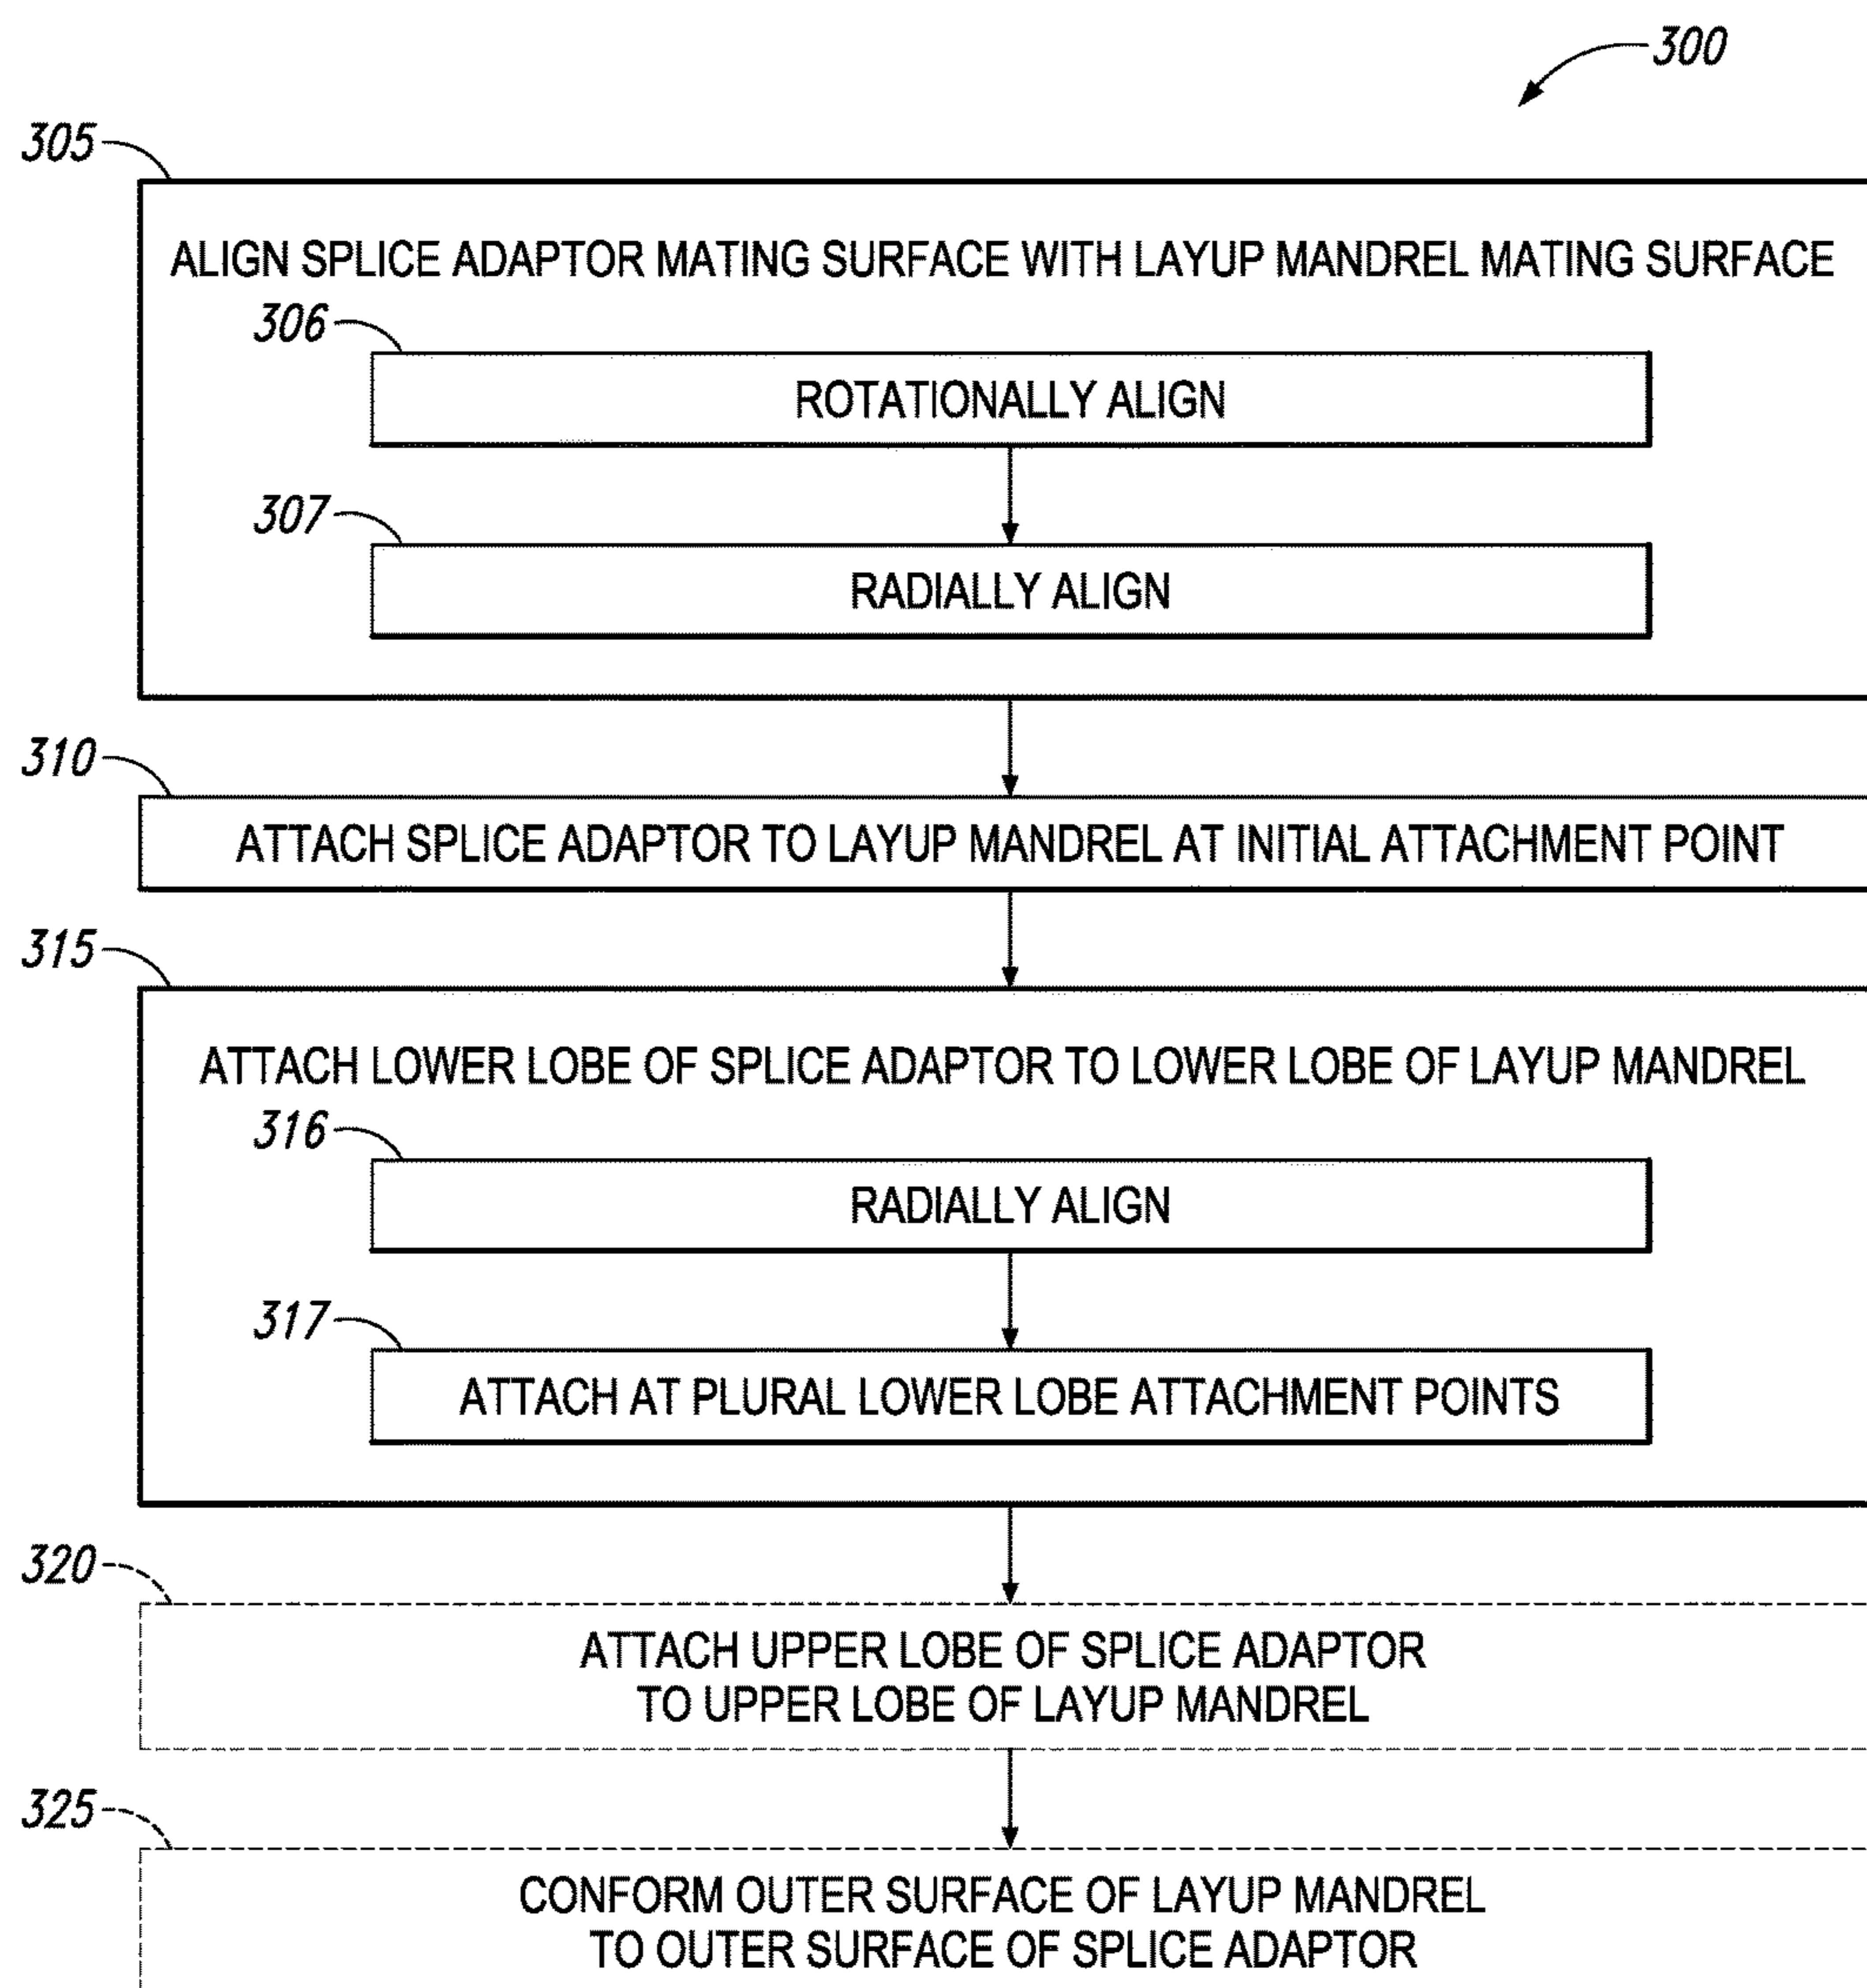 300
305
ALIGN SPLICE ADAPTOR MATING SURFACE WITH LAYUP MANDREL MATING SURFACE
306
ROTATIONALLY ALIGN
307
RADIALLY ALIGN
310
ATTACH SPLICE ADAPTOR TO LAYUP MANDREL AT INITIAL ATTACHMENT POINT
315
ATTACH LOWER LOBE OF SPLICE ADAPTOR TO LOWER LOBE OF LAYUP MANDREL
316
RADIALLY ALIGN
317
ATTACH AT PLURAL LOWER LOBE ATTACHMENT POINTS
320
ATTACH UPPER LOBE OF SPLICE ADAPTOR
TO UPPER LOBE OF LAYUP MANDREL
325
CONFORM OUTER SURFACE OF LAYUP MANDREL
TO OUTER SURFACE OF SPLICE ADAPTOR